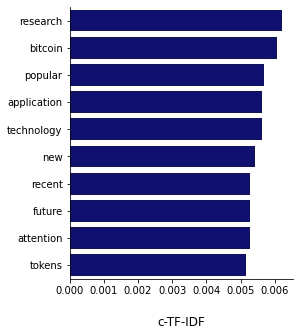 research
bitcoin
popular
application
technology
new
recent
future
attention
tokens
0.000 0.001 0.002 0.003 0.004 0.005 0.006
c-TF-IDF